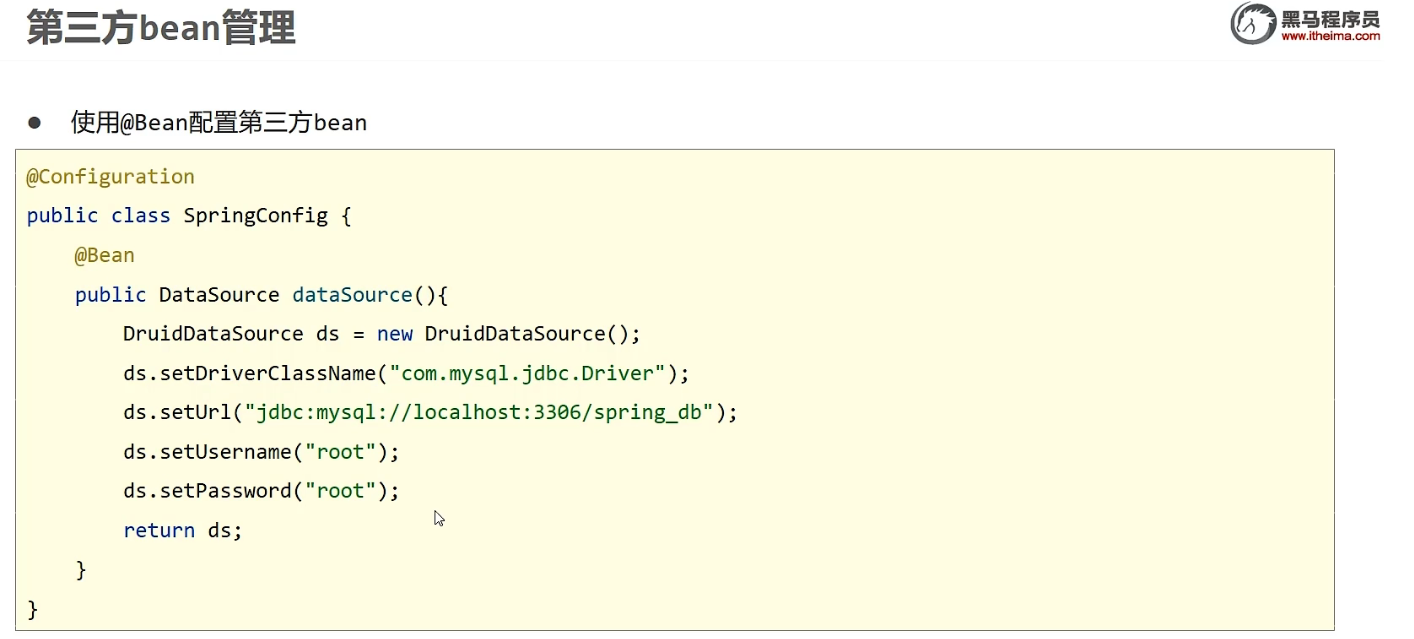 第三方bean管理
黑马程序员
www.itheima.com
● 使用@Bean配置第三方bean
@Configuration
public class SpringConfig {
    @Bean
    public DataSource dataSource(){
        DruidDataSource ds = new DruidDataSource();
        ds.setDriverClassName("com.mysql.jdbc.Driver");
        ds.setUrl("jdbc:mysql://localhost:3306/spring_db");
        ds.setUsername("root");
        ds.setPassword("root");
        return ds;
    }
}